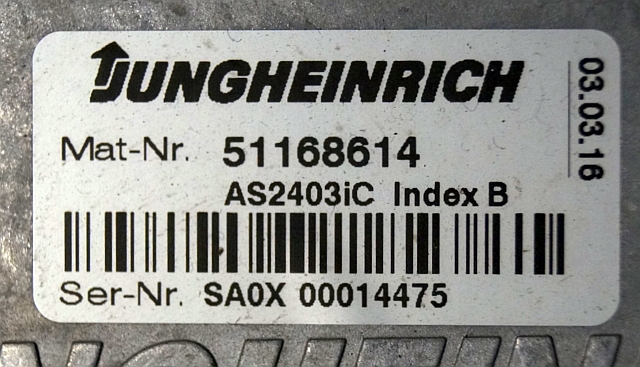 JUNGHEINRICH
03.03.16
Mat-Nr. 51168614
AS2403iC Index B
Ser-Nr. SA0X 00014475